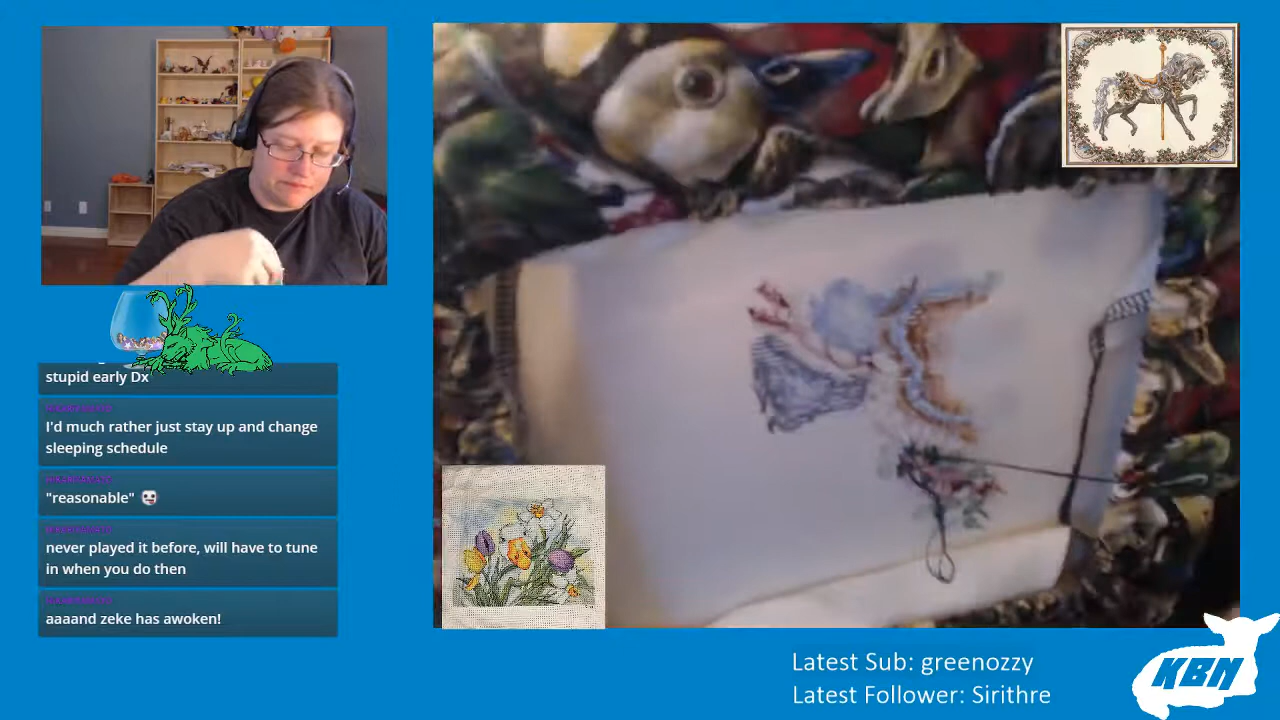 stupid early Dx
I'd much rather just stay up and change
sleeping schedule
"reasonable"
never played it before, will have to tune
in when you do then
aaaand zeke has awoken!
Latest Sub: greenozzy
Latest Follower: Sirithre
KBN